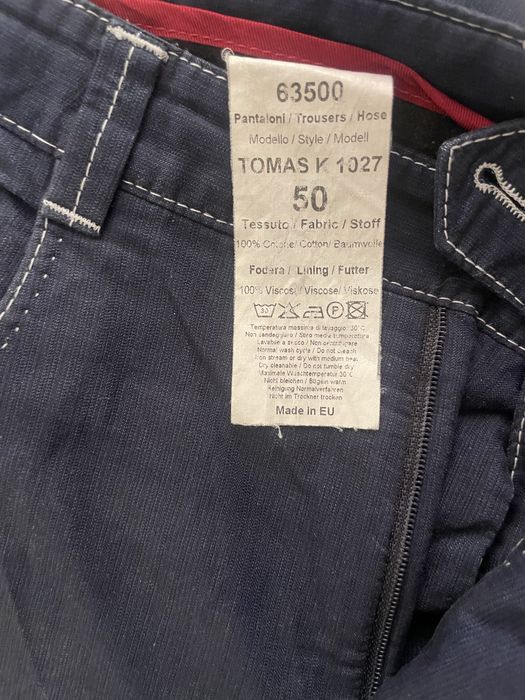 63500
Pantaloni / Trousers / Hose
Modello / Style / Modell
TOMAS K 1027
50
Tessuto / Fabric / Stoff
100% Cotone/ Cotton/ Baumwolle
Fodera / Lining / Futter
100% Viscosa/ Viscose/ Viskose
30 P
Temperatura massima di lavaggio 30°C
Non candeggiare / Stiro media temperatura
Lavabile a secco / Non centrifugare
Normal wash cycle / Do not bleach
Iron stream or dry with medium heat
Dry cleanable / Do not tumble dry
Maximale Waschtemperatur 30°C
Nicht bleichen / Bügeln warm
Reinigung Normalverfahren
Nicht im Trockner trocken
Made in EU